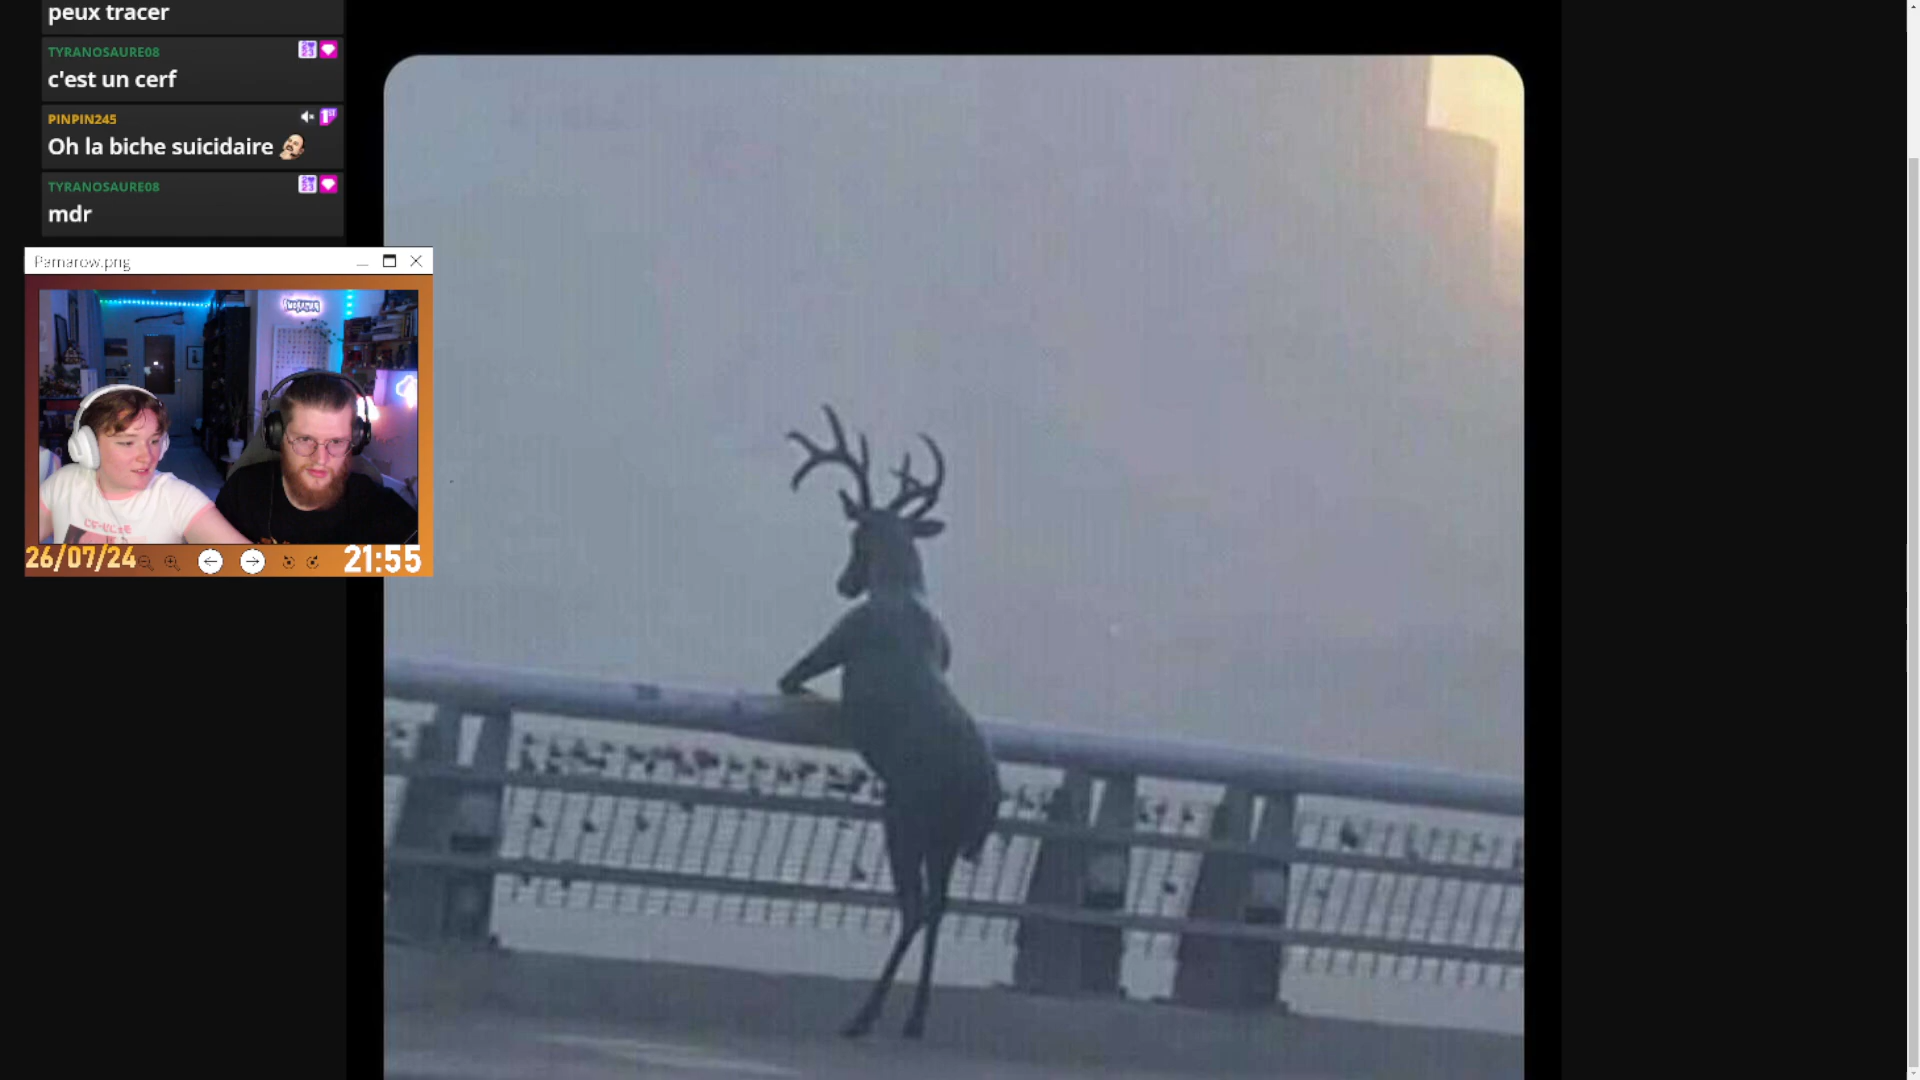 peux tracer
TYRANOSAURE08
c'est un cerf
PINPIN245
Oh la biche suicidaire
TYRANOSAURE08
mdr
Pamarow.png
26/07/24
21:55